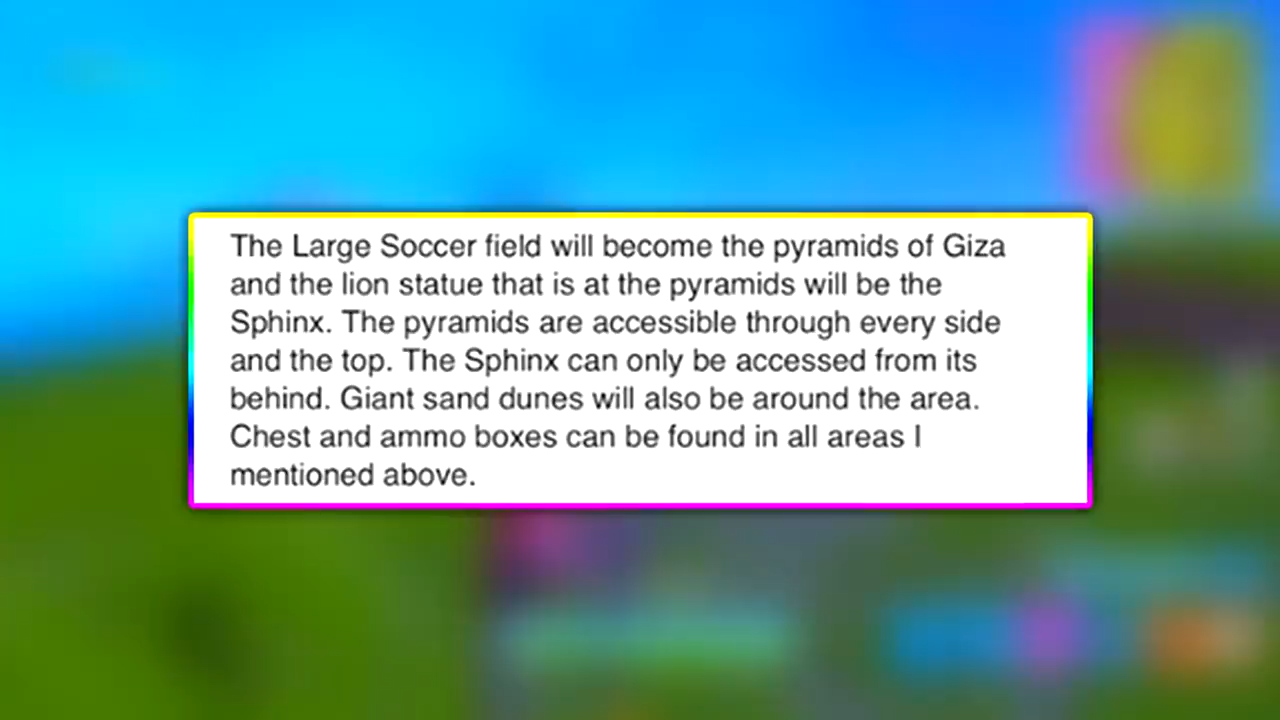 The Large Soccer field will become the pyramids of Giza
and the lion statue that is at the pyramids will be the
Sphinx. The pyramids are accessible through every side
and the top. The Sphinx can only be accessed from its
behind. Giant sand dunes will also be around the area.
Chest and ammo boxes can be found in all areas I
mentioned above.